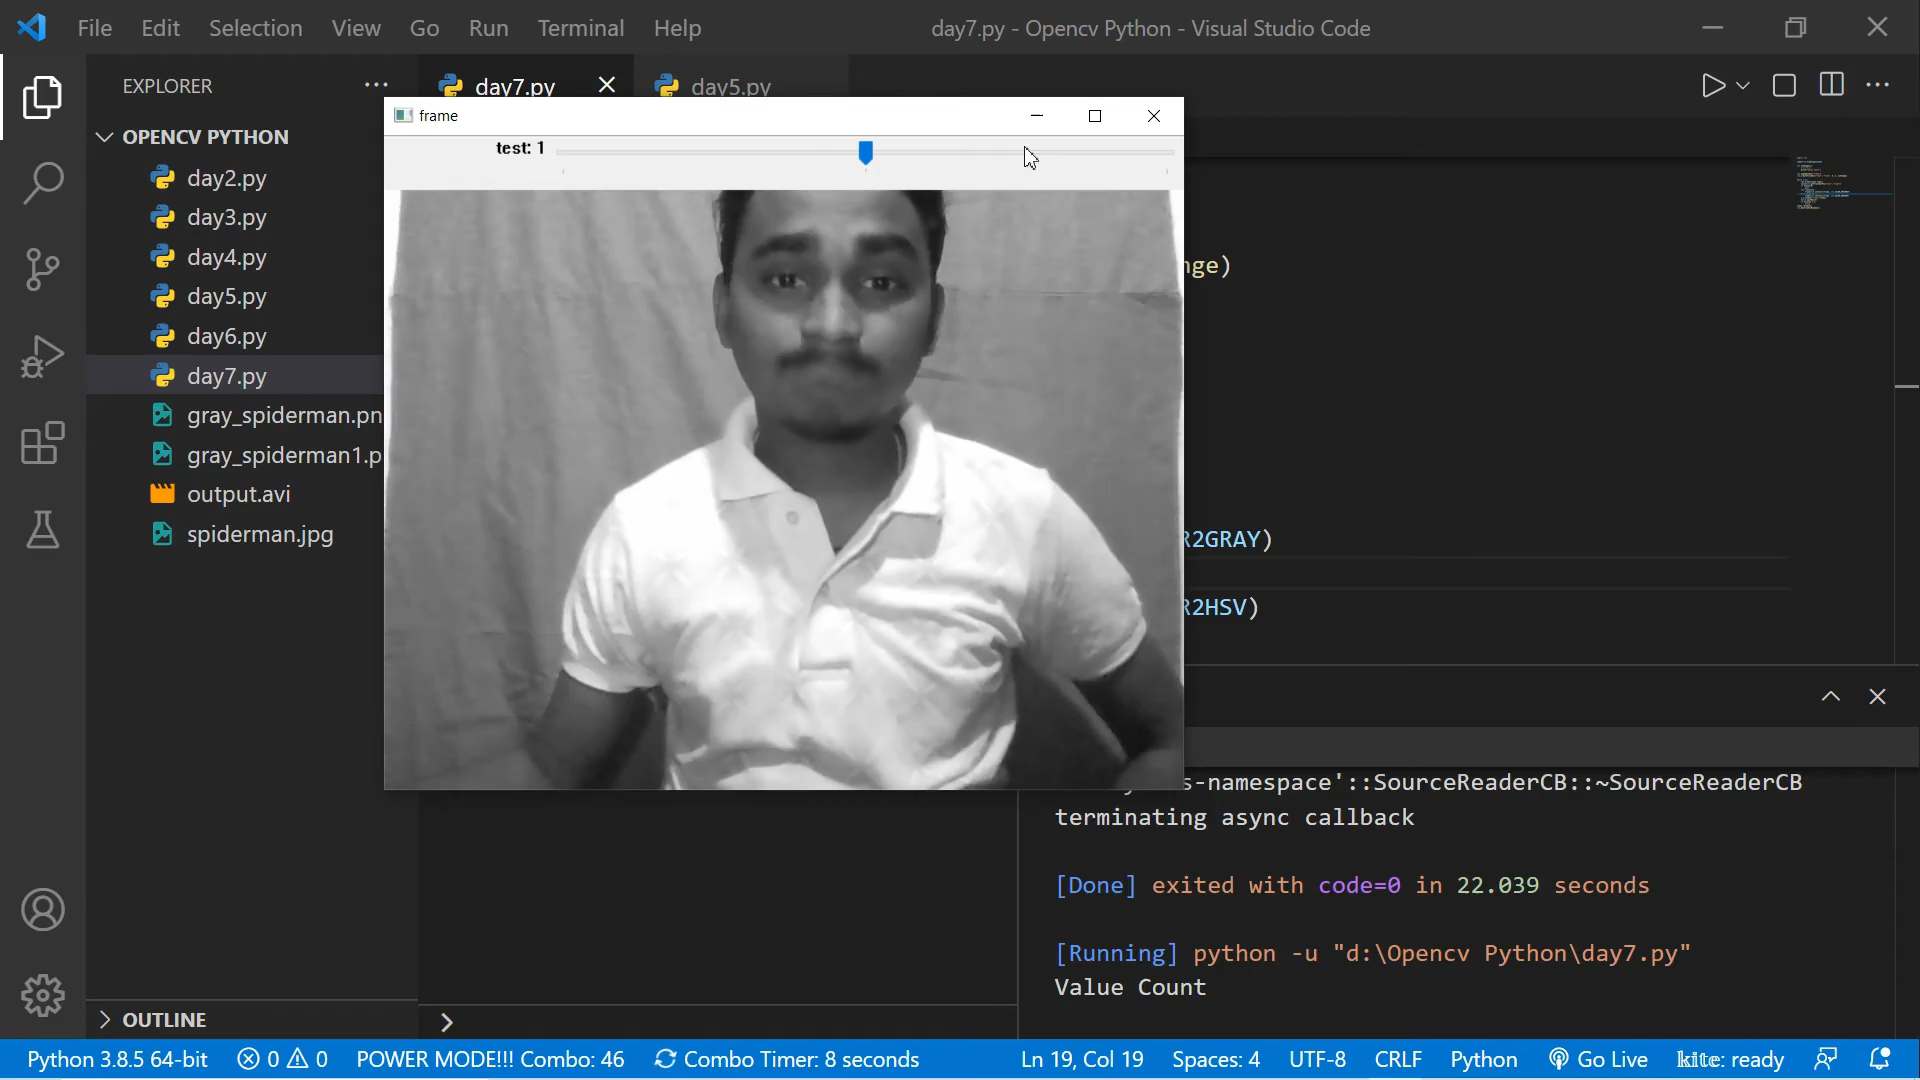 File Edit Selection View Go Run Terminal Help
day7.py - Opencv Python - Visual Studio Code
EXPLORER
day7.py
day5.py
OPENCV PYTHON
day2.py
day3.py
day4.py
day5.py
day6.py
day7.py
gray_spiderman.pn
gray_spiderman1.p
output.avi
spiderman.jpg
OUTLINE
frame
test: 1
nge)
R2GRAY)
R2HSV)
s-namespace'::SourceReaderCB::~SourceReaderCB
terminating async callback
[Done] exited with code=0 in 22.039 seconds
[Running] python -u "d:\Opencv Python\day7.py"
Value Count
Python 3.8.5 64-bit 0 0 POWER MODE!!! Combo: 46 Combo Timer: 8 seconds Ln 19, Col 19 Spaces: 4 UTF-8 CRLF Python Go Live kite: ready